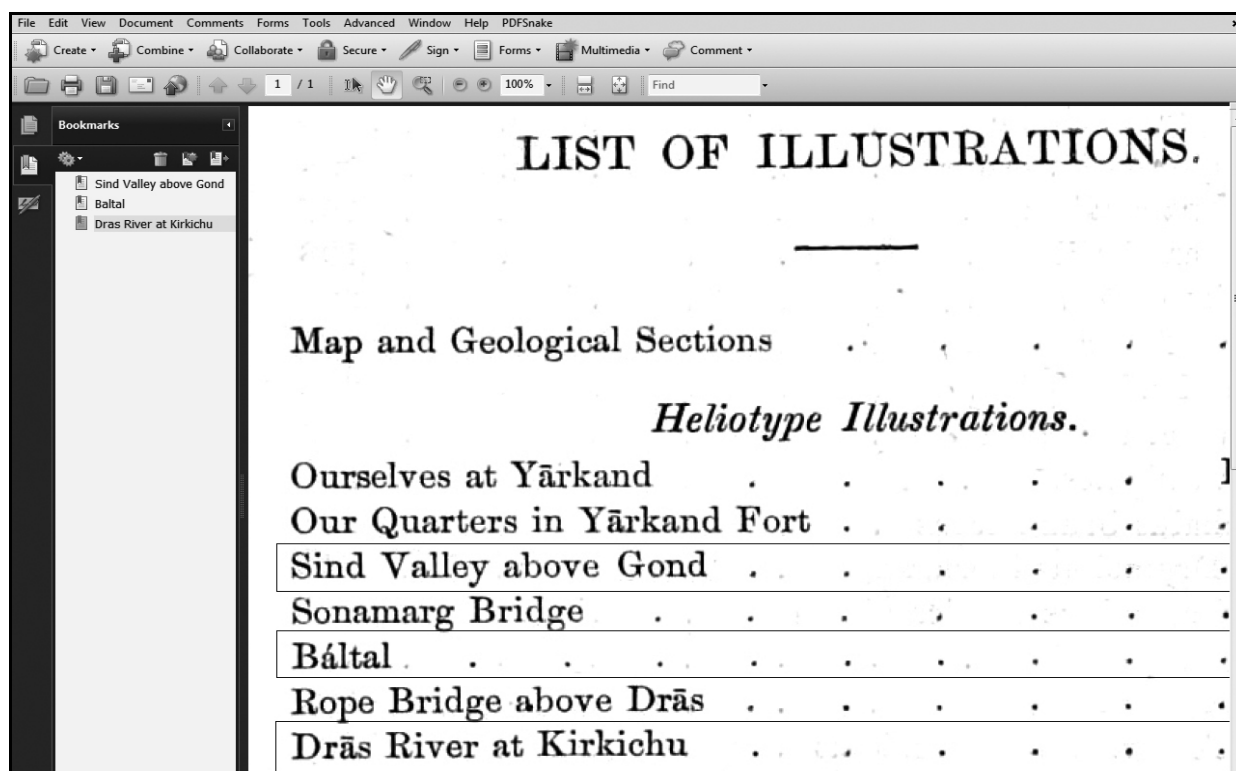 File Edit View Document Comments Forms Tools Advanced Window Help PDFSnake
Create Combine Collaborate Secure Sign Forms Multimedia Comment
1 / 1 100% Find
Bookmarks
Sind Valley above Gond
Baltal
Dras River at Kirkichu
LIST OF ILLUSTRATIONS.
Map and Geological Sections . . . . .
Heliotype Illustrations.
Ourselves at Yārkand . . . . .
Our Quarters in Yārkand Fort . . . . .
Sind Valley above Gond . . . . . .
Sonamarg Bridge . . . . . . .
Báltal . . . . . . . . .
Rope Bridge above Drās . . . . . .
Drās River at Kirkichu . . . . . .